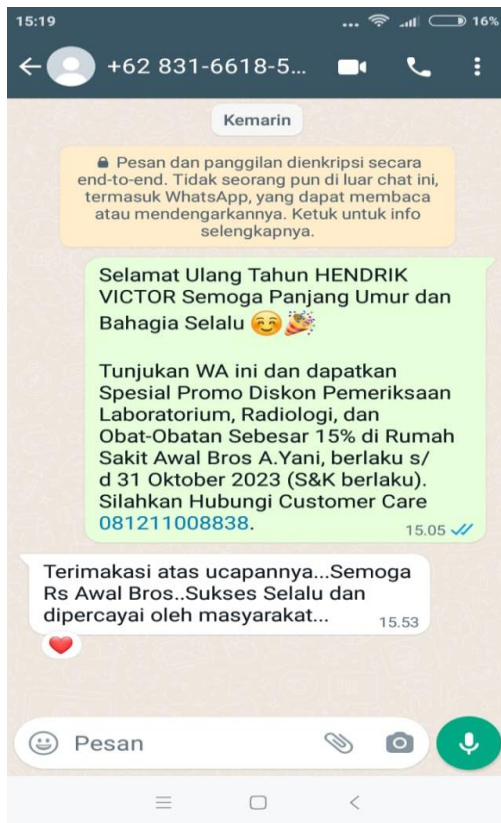 15:19
... 16%
+62 831-6618-5...
Kemarin
Pesan dan panggilan dienkripsi secara
end-to-end. Tidak seorang pun di luar chat ini,
termasuk WhatsApp, yang dapat membaca
atau mendengarkannya. Ketuk untuk info
selengkapnya.
Selamat Ulang Tahun HENDRIK
VICTOR Semoga Panjang Umur dan
Bahagia Selalu ☺️🎉
Tunjukan WA ini dan dapatkan
Spesial Promo Diskon Pemeriksaan
Laboratorium, Radiologi, dan
Obat-Obatan Sebesar 15% di Rumah
Sakit Awal Bros A.Yani, berlaku s/
d 31 Oktober 2023 (S&K berlaku).
Silahkan Hubungi Customer Care
081211008838.
15.05
Terimakasi atas ucapannya...Semoga
Rs Awal Bros..Sukses Selalu dan
dipercayai oleh masyarakat...
15.53
❤️
Pesan